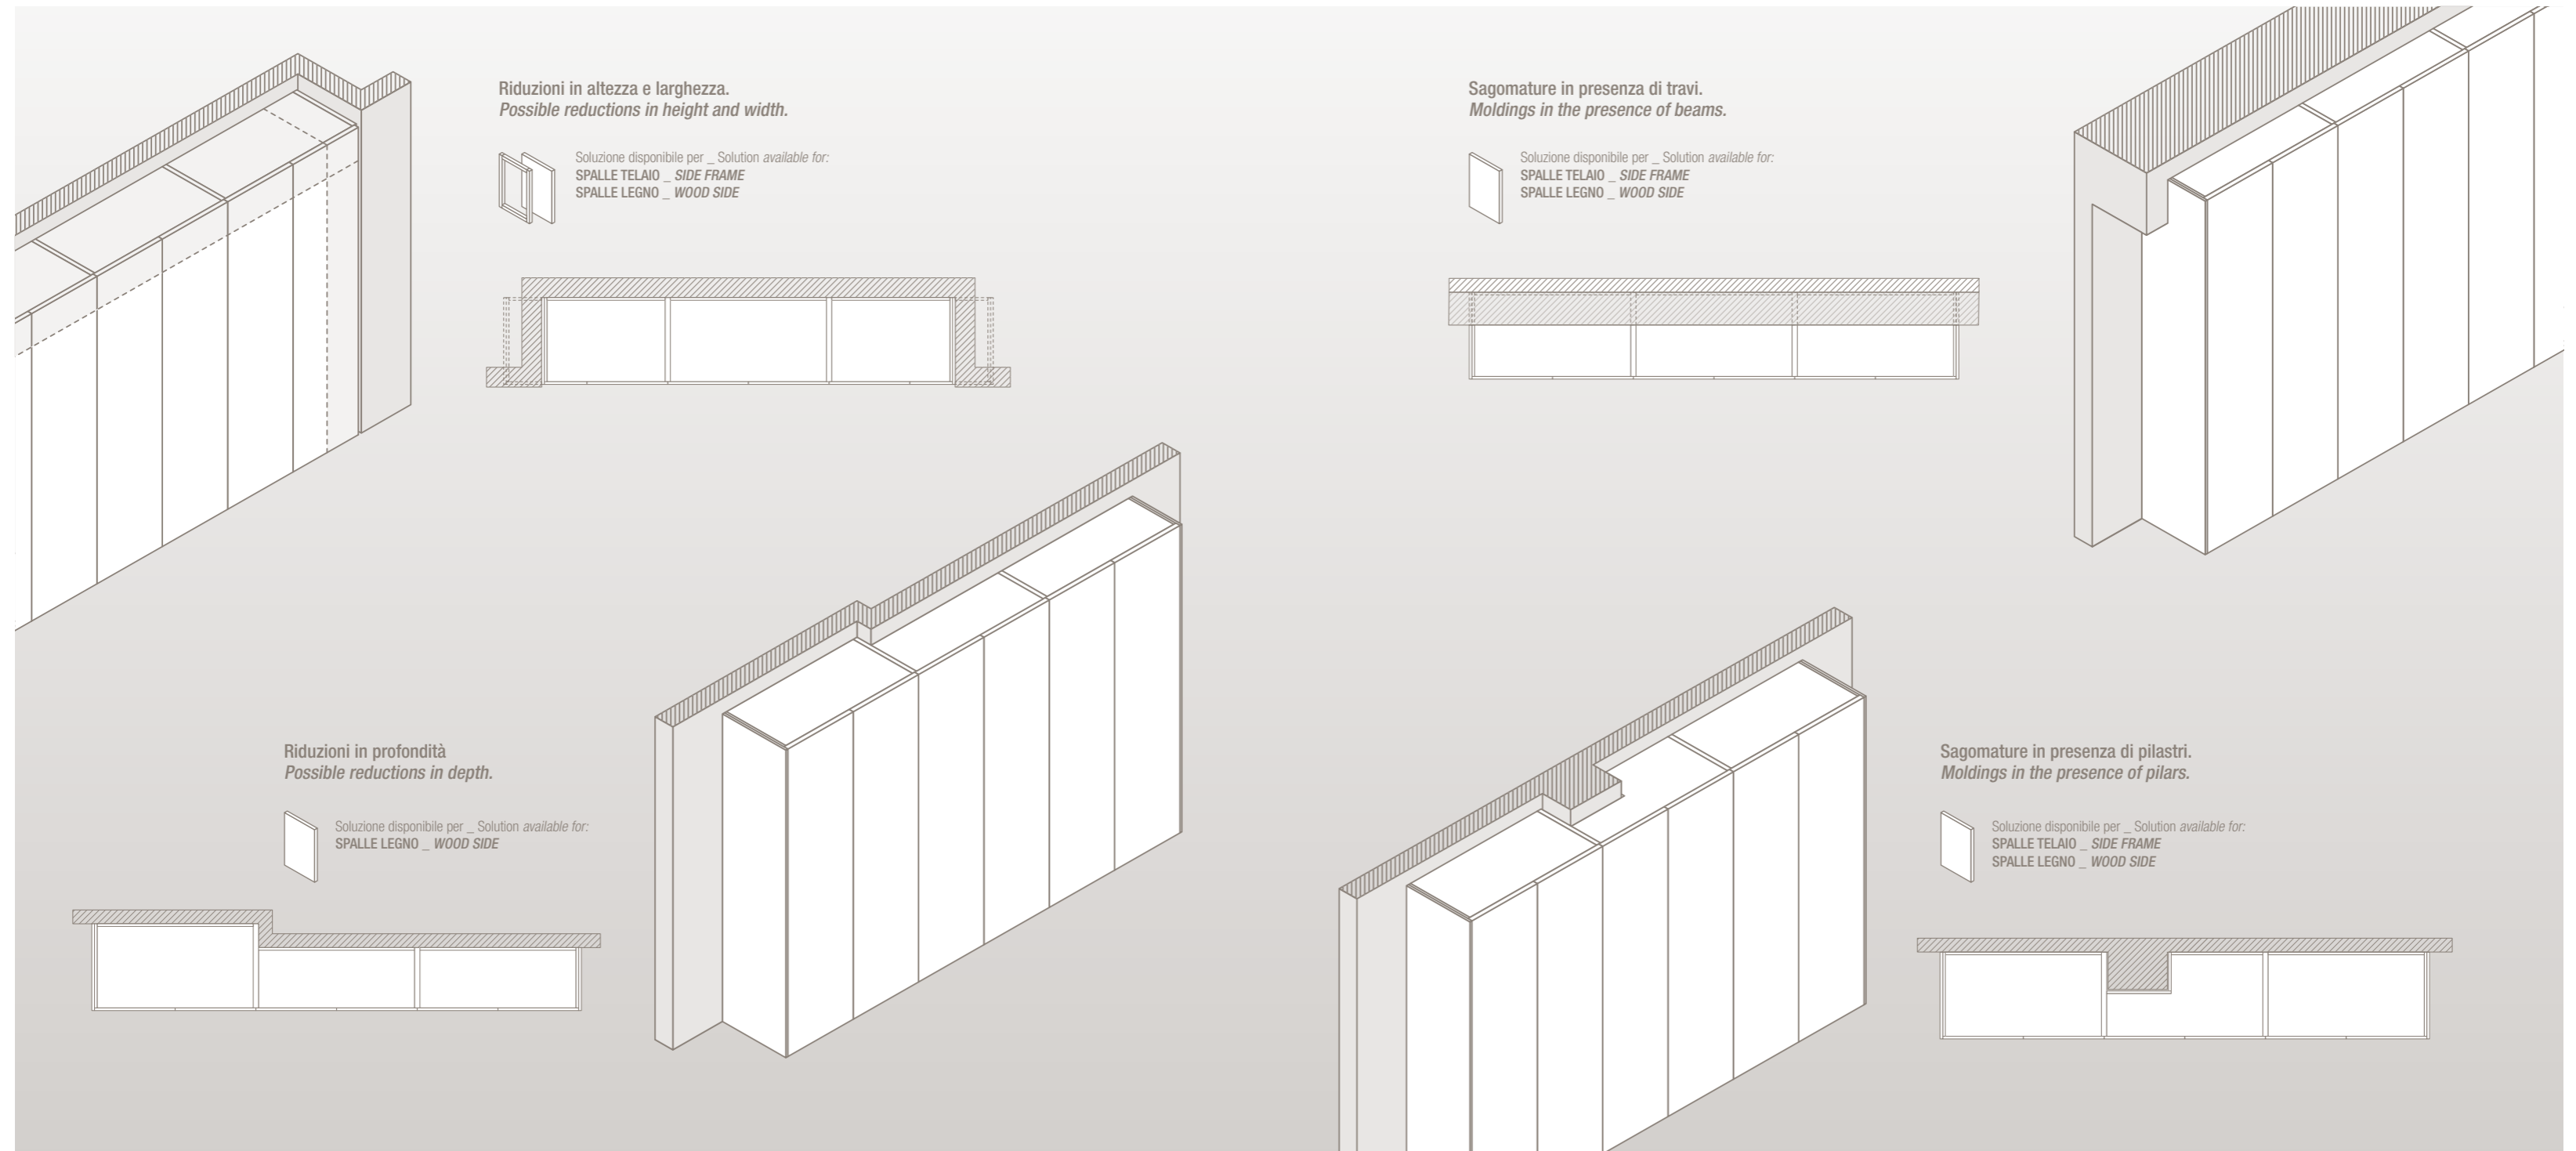 Riduzioni in altezza e larghezza.
Possible reductions in height and width.
Soluzione disponibile per _ Solution available for:
SPALLE TELAIO _ SIDE FRAME
SPALLE LEGNO _ WOOD SIDE
Sagomature in presenza di travi.
Moldings in the presence of beams.
Soluzione disponibile per _ Solution available for:
SPALLE TELAIO _ SIDE FRAME
SPALLE LEGNO _ WOOD SIDE
Riduzioni in profondità
Possible reductions in depth.
Soluzione disponibile per _ Solution available for:
SPALLE LEGNO _ WOOD SIDE
Sagomature in presenza di pilastri.
Moldings in the presence of pillars.
Soluzione disponibile per _ Solution available for:
SPALLE TELAIO _ SIDE FRAME
SPALLE LEGNO _ WOOD SIDE